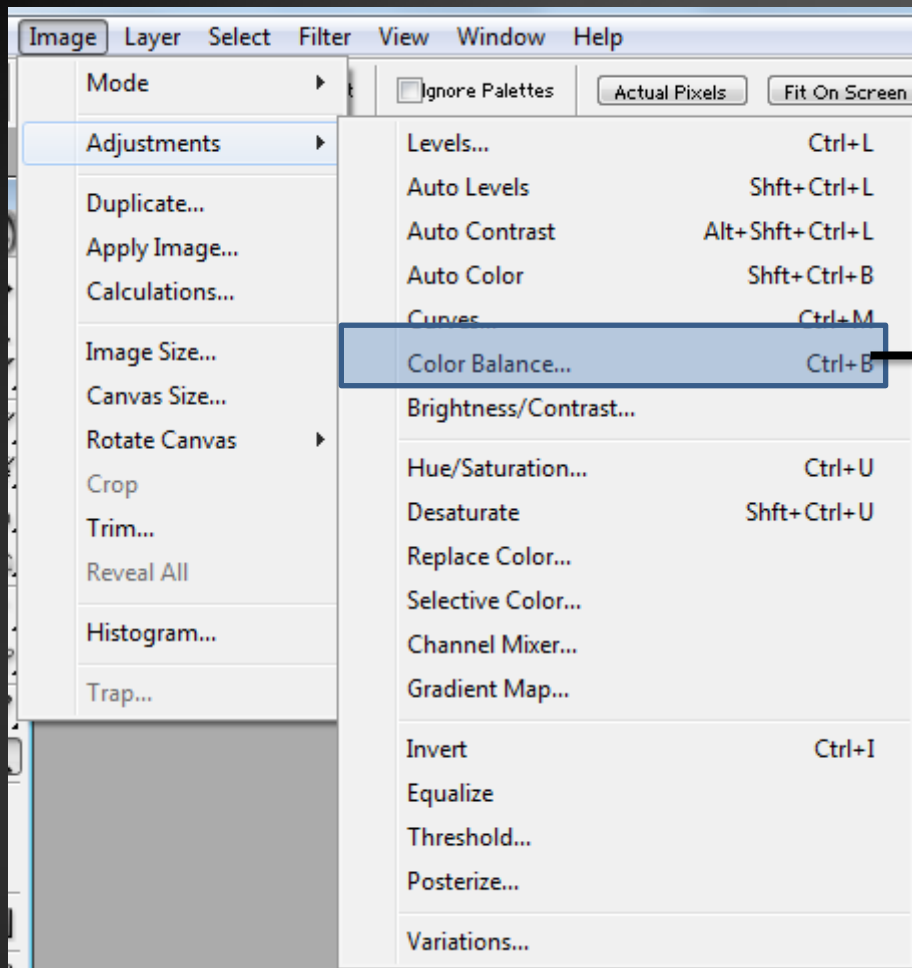 Image Layer Select Filter View Window Help
Mode
Ignore Palettes Actual Pixels Fit On Screen
Adjustments
Duplicate...
Apply Image...
Calculations...
Image Size...
Canvas Size...
Rotate Canvas
Crop
Trim...
Reveal All
Histogram...
Trap...
Levels... Ctrl+L
Auto Levels Shft+Ctrl+L
Auto Contrast Alt+Shft+Ctrl+L
Auto Color Shft+Ctrl+B
Curves... Ctrl+M
Color Balance... Ctrl+B
Brightness/Contrast...
Hue/Saturation... Ctrl+U
Desaturate Shft+Ctrl+U
Replace Color...
Selective Color...
Channel Mixer...
Gradient Map...
Invert Ctrl+I
Equalize
Threshold...
Posterize...
Variations...